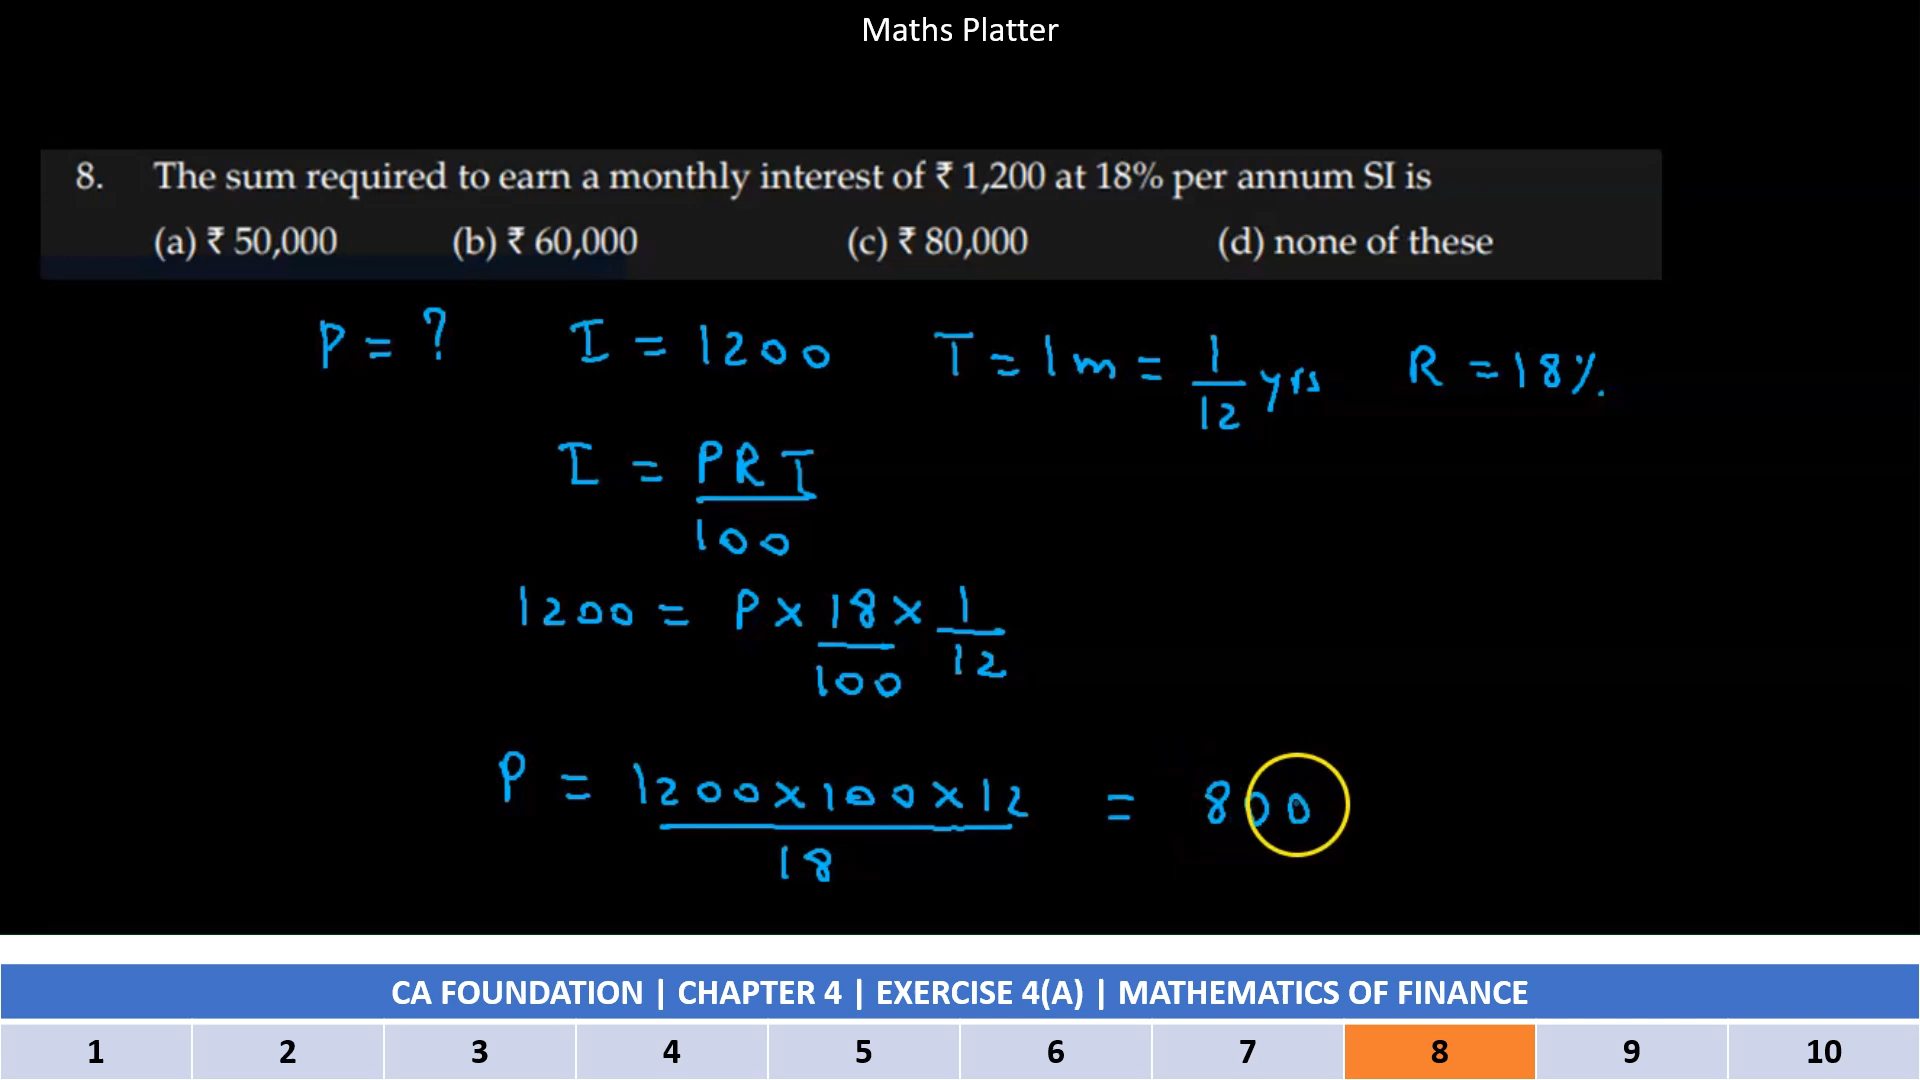 Maths Platter
8. The sum required to earn a monthly interest of ₹ 1,200 at 18% per annum SI is
(a) ₹ 50,000 (b) ₹ 60,000 (c) ₹ 80,000 (d) none of these
P = ? I = 1200 T = 1m = 1/12 yrs R = 18%.
I = PRT/100
1200 = P × 18/100 × 1/12
P = 1200×100×12/18 = 800
CA FOUNDATION | CHAPTER 4 | EXERCISE 4(A) | MATHEMATICS OF FINANCE
1 2 3 4 5 6 7 8 9 10